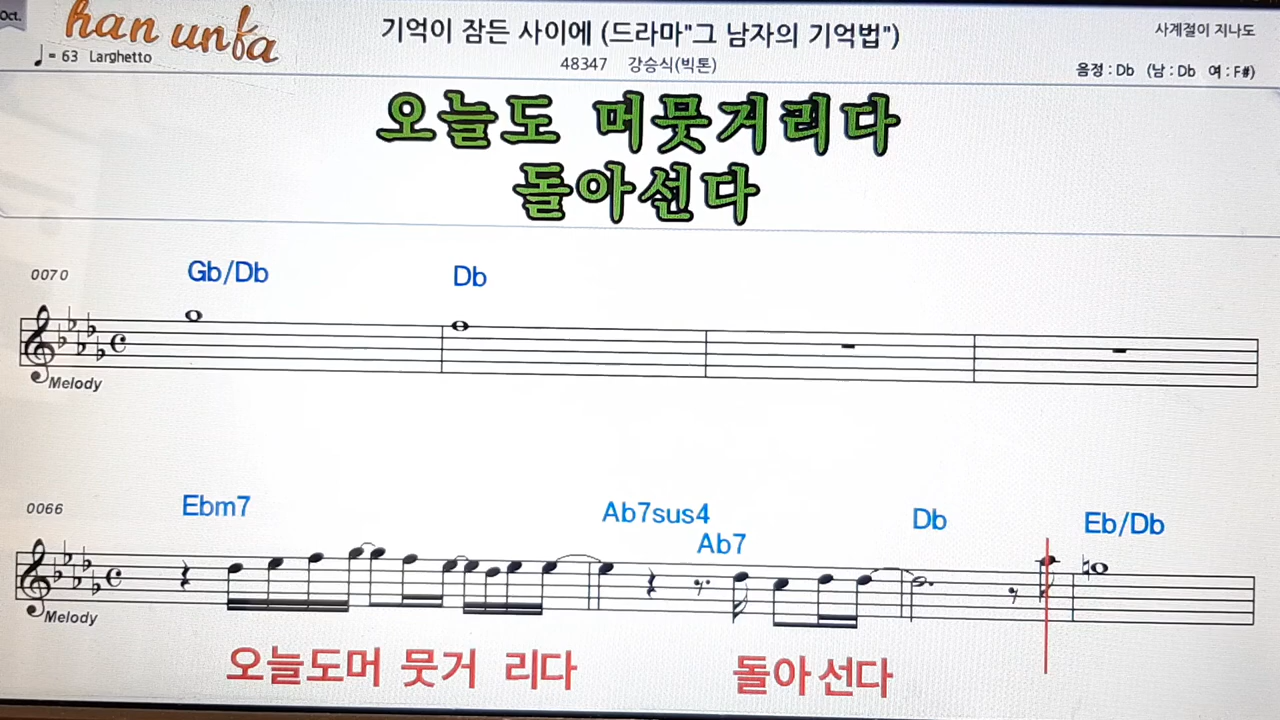 Oct.
han unfa
♩= 63 Larghetto
기억이 잠든 사이에 (드라마"그 남자의 기억법")
48347 강승식(빅톤)
사계절이 지나도
음정 : Db (남 : Db 여 : F#)
오늘도 머뭇거리다
돌아선다
0070
Gb/Db Db
Melody
0066
Ebm7 Ab7sus4 Ab7 Db Eb/Db
Melody
오늘도머 뭇거 리다 돌아 선다